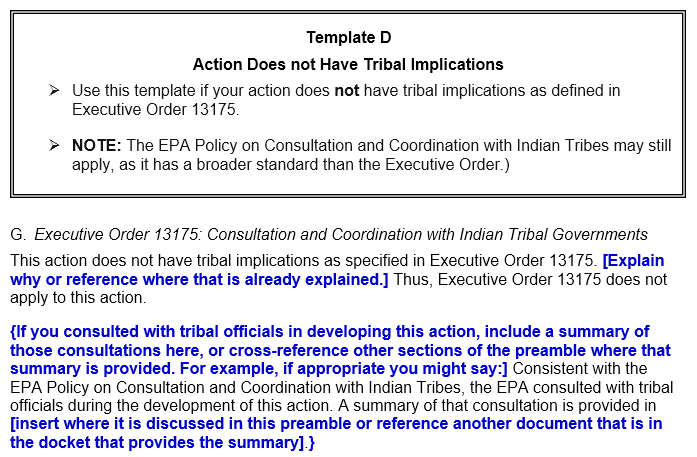 Template D
Action Does not Have Tribal Implications
➢ Use this template if your action does not have tribal implications as defined in
Executive Order 13175.
➢ NOTE: The EPA Policy on Consultation and Coordination with Indian Tribes may still
apply, as it has a broader standard than the Executive Order.)
G. Executive Order 13175: Consultation and Coordination with Indian Tribal Governments
This action does not have tribal implications as specified in Executive Order 13175. [Explain
why or reference where that is already explained.] Thus, Executive Order 13175 does not
apply to this action.
{If you consulted with tribal officials in developing this action, include a summary of
those consultations here, or cross-reference other sections of the preamble where that
summary is provided. For example, if appropriate you might say:] Consistent with the
EPA Policy on Consultation and Coordination with Indian Tribes, the EPA consulted with tribal
officials during the development of this action. A summary of that consultation is provided in
[insert where it is discussed in this preamble or reference another document that is in
the docket that provides the summary].}